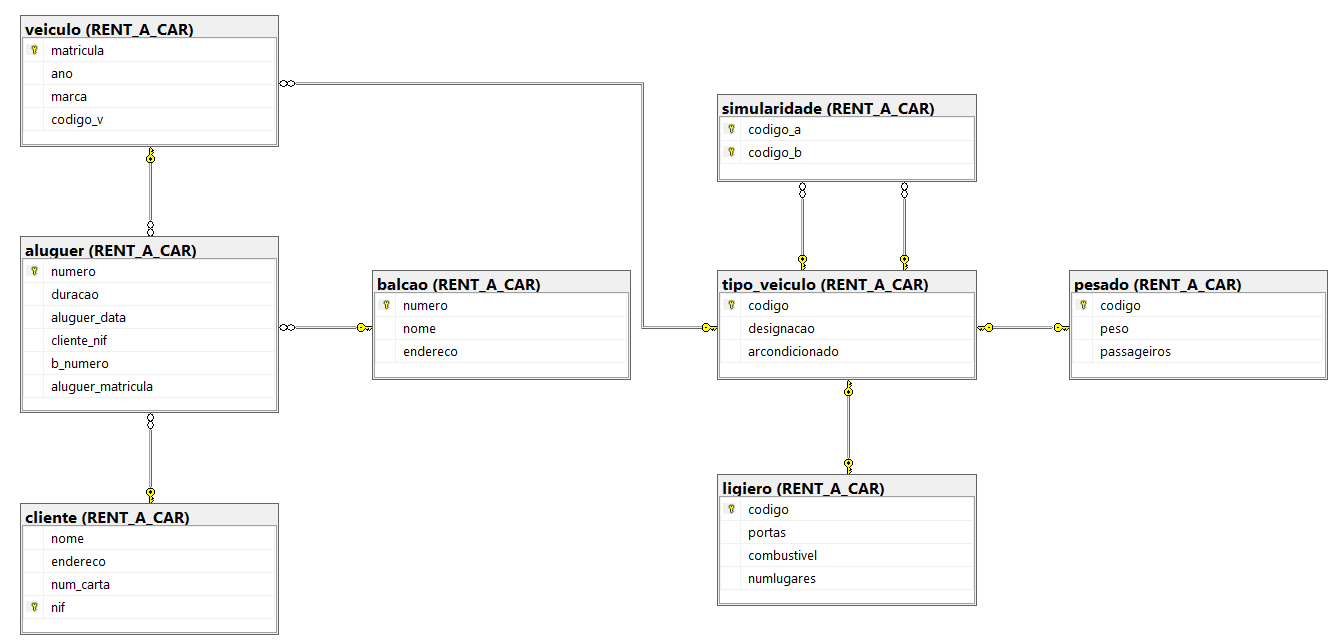 veiculo (RENT_A_CAR)
matricula
ano
marca
codigo_v
simularidade (RENT_A_CAR)
codigo_a
codigo_b
aluguer (RENT_A_CAR)
numero
duracao
aluguer_data
cliente_nif
b_numero
aluguer_matricula
balcao (RENT_A_CAR)
numero
nome
endereco
tipo_veiculo (RENT_A_CAR)
codigo
designacao
arcondicionado
pesado (RENT_A_CAR)
codigo
peso
passageiros
cliente (RENT_A_CAR)
nome
endereco
num_carta
nif
ligiero (RENT_A_CAR)
codigo
portas
combustivel
numlugares